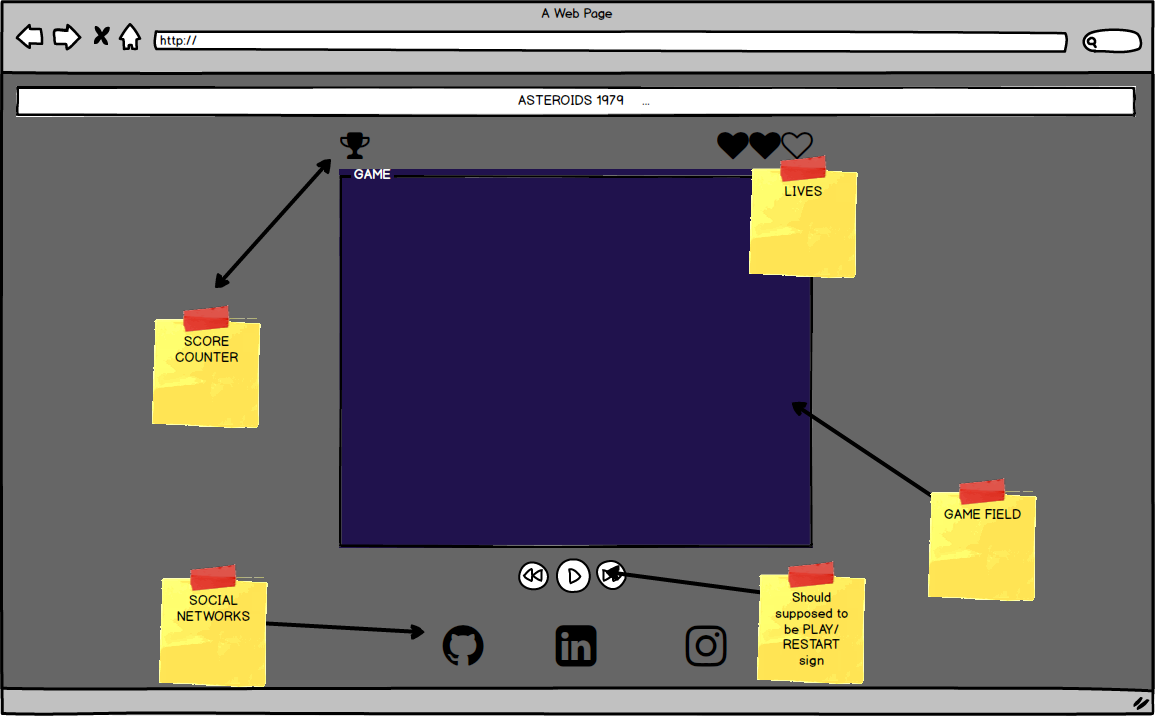 A Web Page
http://
ASTEROIDS 1979 ...
GAME
LIVES
SCORE
COUNTER
GAME FIELD
SOCIAL
NETWORKS
Should
supposed to
be PLAY/
RESTART
sign
in